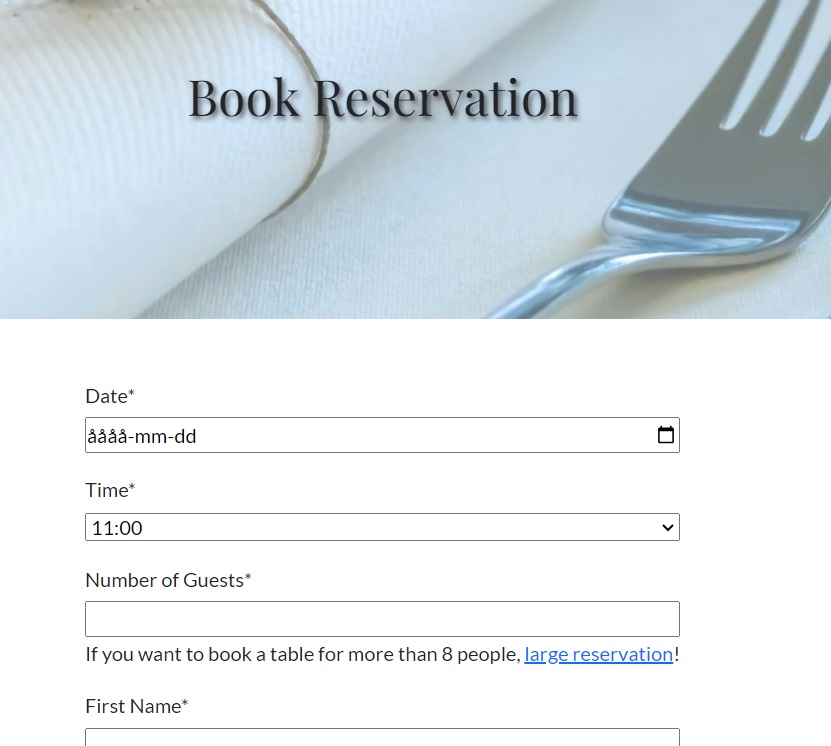 Book Reservation
Date*
åååå-mm-dd
Time*
11:00
Number of Guests*
If you want to book a table for more than 8 people, large reservation!
First Name*